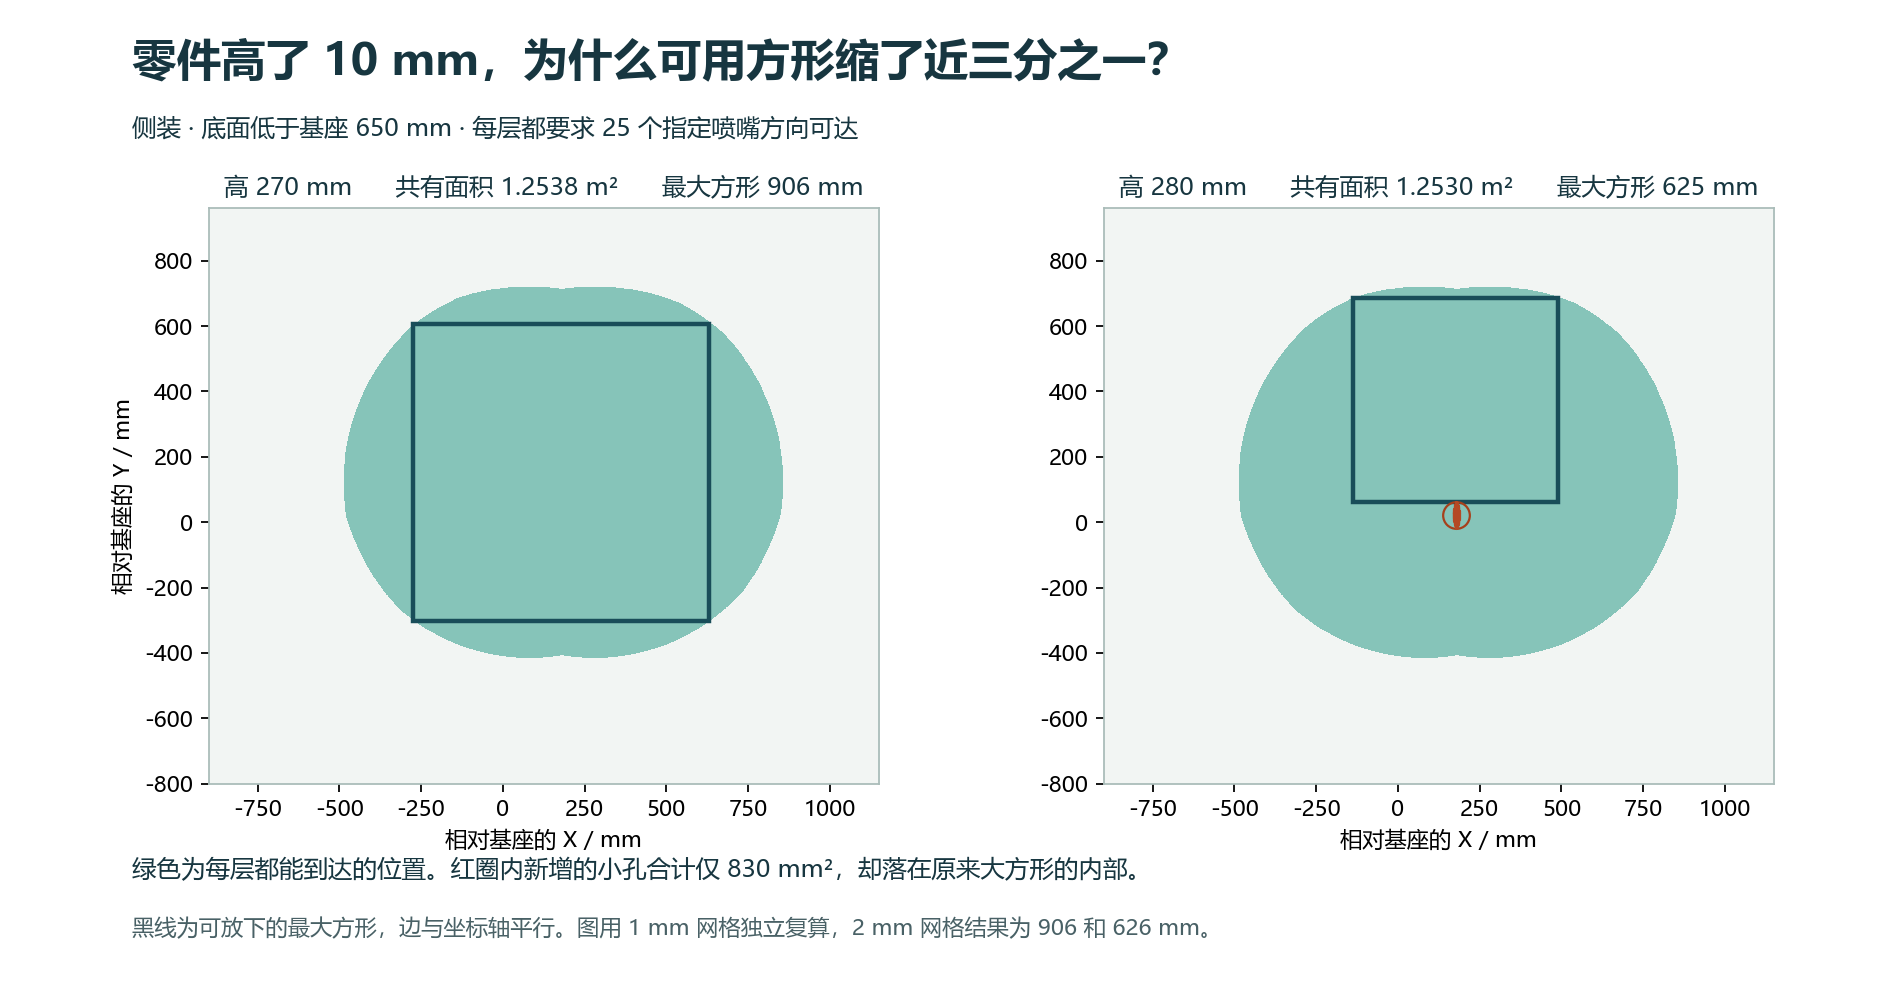 零件高了 10 mm，为什么可用方形缩了近三分之一？
侧装 · 底面低于基座 650 mm · 每层都要求 25 个指定喷嘴方向可达
高 270 mm 共有面积 1.2538 m² 最大方形 906 mm
800
600
400
200
0
-200
-400
-600
-800
相对基座的 Y / mm
-750 -500 -250 0 250 500 750 1000
相对基座的 X / mm
高 280 mm 共有面积 1.2530 m² 最大方形 625 mm
800
600
400
200
0
-200
-400
-600
-800
-750 -500 -250 0 250 500 750 1000
相对基座的 X / mm
绿色为每层都能到达的位置。红圈内新增的小孔合计仅 830 mm²，却落在原来大方形的内部。
黑线为可放下的最大方形，边与坐标轴平行。图用 1 mm 网格独立复算，2 mm 网格结果为 906 和 626 mm。